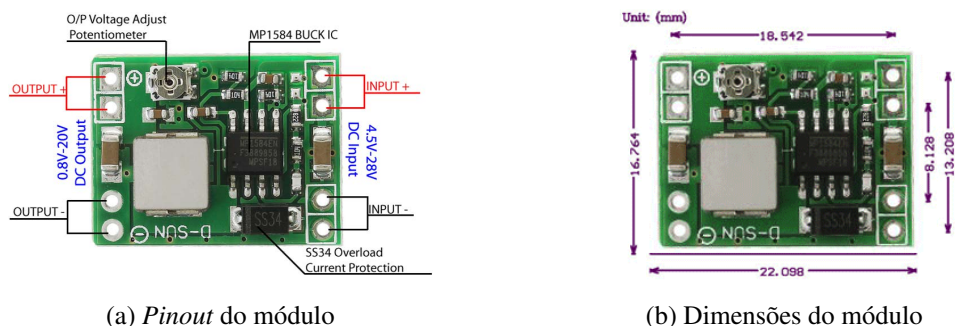 O/P Voltage Adjust
Potentiometer
MP1584 BUCK IC
OUTPUT +
INPUT +
0.8V-20V
DC Output
4.5V-28V
DC Input
OUTPUT -
INPUT -
SS34
D-SUN
SS34 Overload
Current Protection
(a) Pinout do módulo
Unit: (mm)
18.542
16.764
8.128
13.208
SS34
D-SUN
22.098
(b) Dimensões do módulo